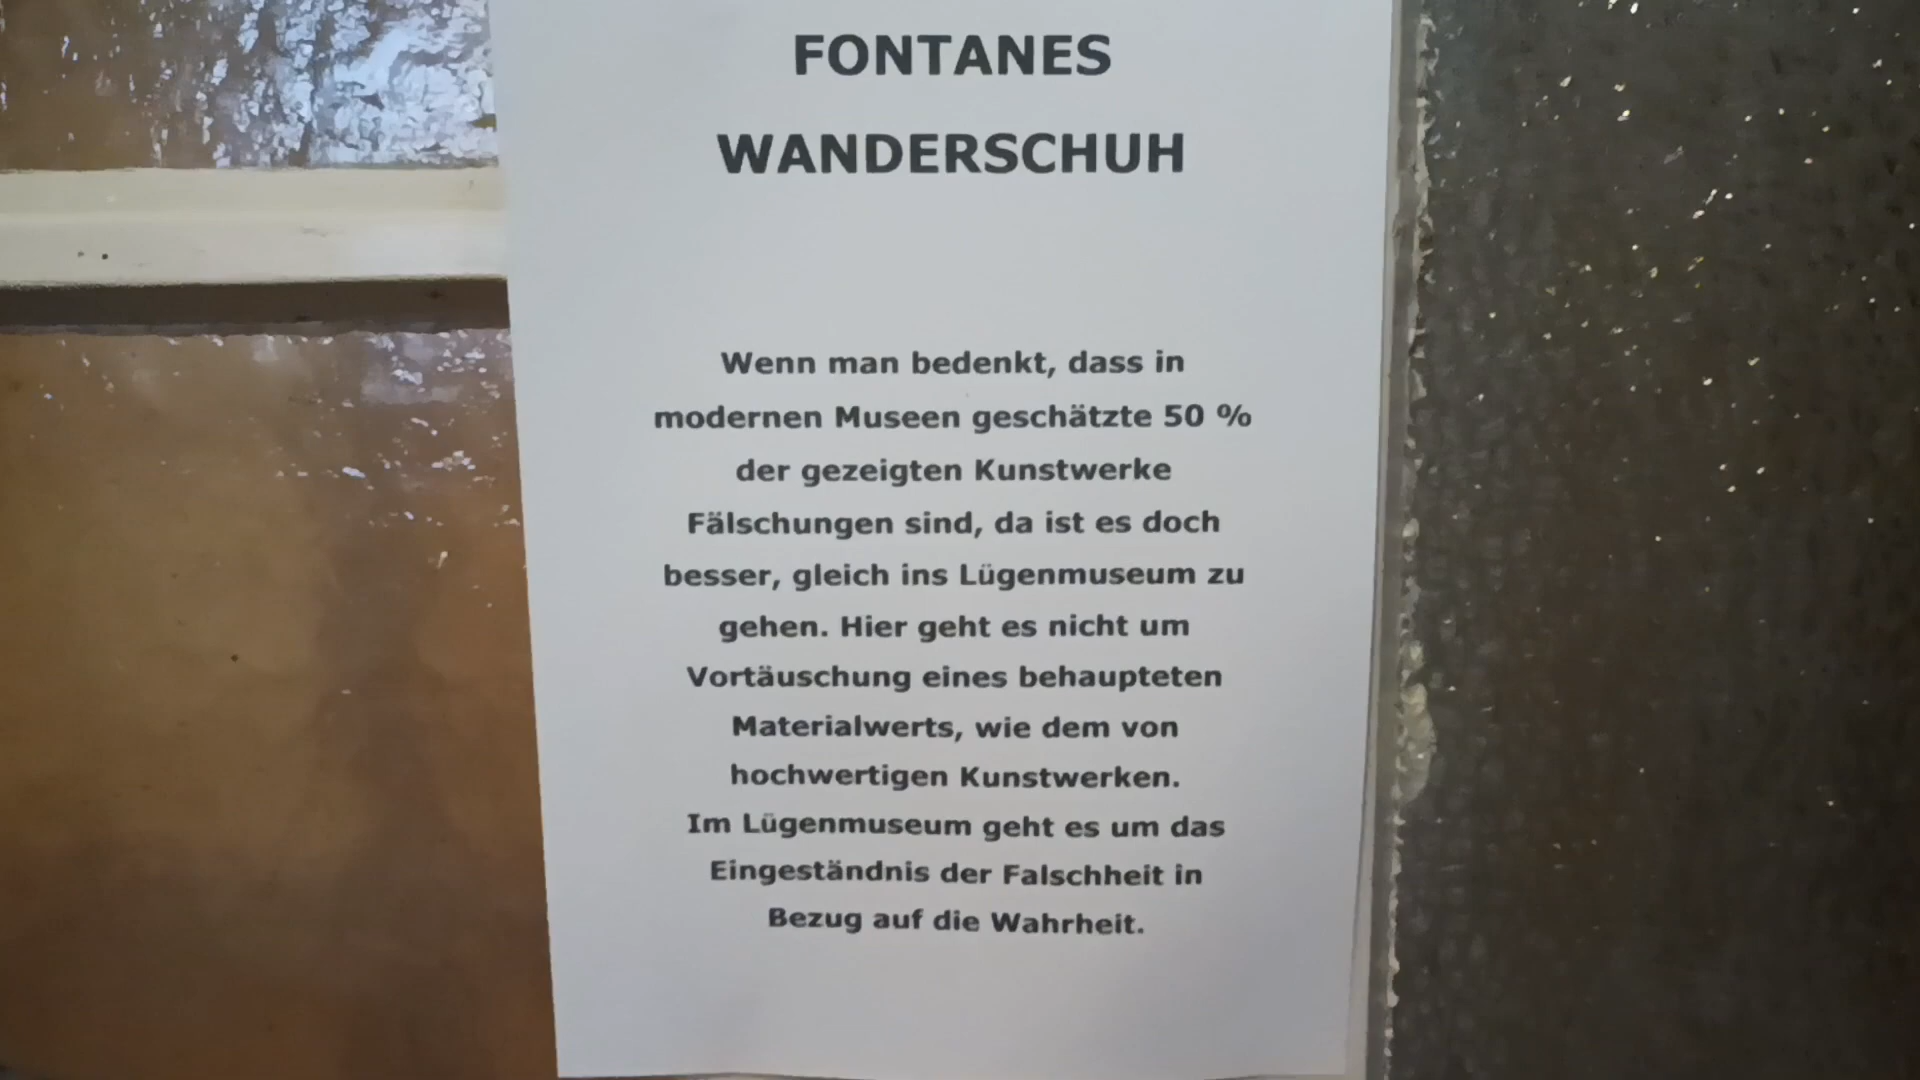 FONTANES
WANDERSCHUH
Wenn man bedenkt, dass in
modernen Museen geschätzte 50 %
der gezeigten Kunstwerke
Fälschungen sind, da ist es doch
besser, gleich ins Lügenmuseum zu
gehen. Hier geht es nicht um
Vortäuschung eines behaupteten
Materialwerts, wie dem von
hochwertigen Kunstwerken.
Im Lügenmuseum geht es um das
Eingeständnis der Falschheit in
Bezug auf die Wahrheit.